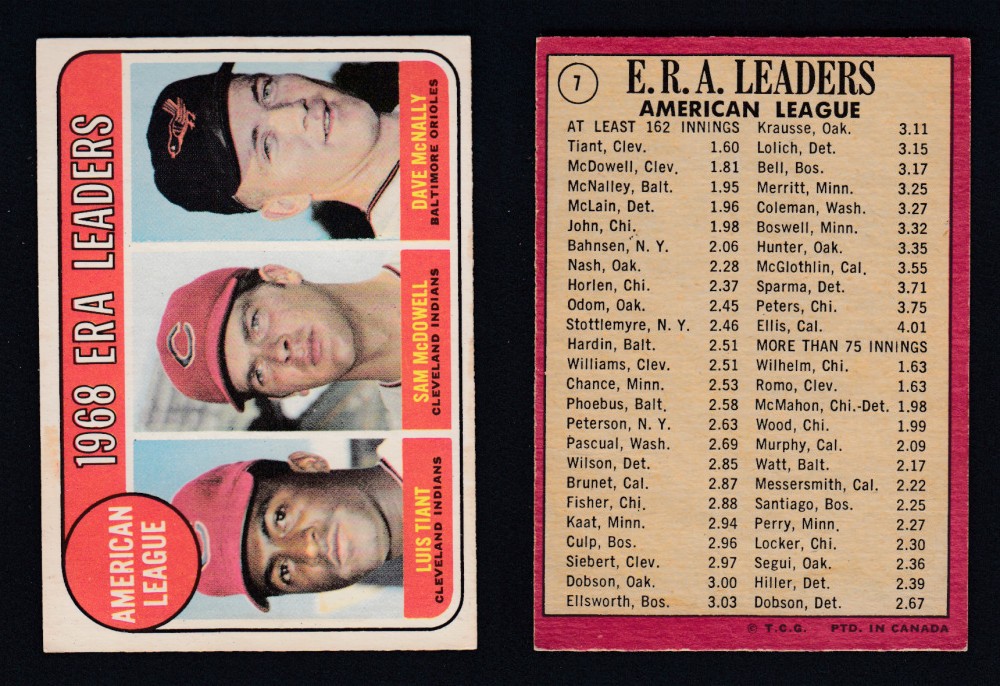 1968 ERA LEADERS
AMERICAN
LEAGUE
LUIS TIANT
CLEVELAND INDIANS
SAM McDOWELL
CLEVELAND INDIANS
DAVE McNALLY
BALTIMORE ORIOLES
C
7
E.R.A. LEADERS
AMERICAN LEAGUE
AT LEAST 162 INNINGS
Tiant, Clev. 1.60
McDowell, Clev. 1.81
McNalley, Balt. 1.95
McLain, Det. 1.96
John, Chi. 1.98
Bahnsen, N. Y. 2.06
Nash, Oak. 2.28
Horlen, Chi. 2.37
Odom, Oak. 2.45
Stottlemyre, N. Y. 2.46
Hardin, Balt. 2.51
Williams, Clev. 2.51
Chance, Minn. 2.53
Phoebus, Balt. 2.58
Peterson, N. Y. 2.63
Pascual, Wash. 2.69
Wilson, Det. 2.85
Brunet, Cal. 2.87
Fisher, Chi. 2.88
Kaat, Minn. 2.94
Culp, Bos. 2.96
Siebert, Clev. 2.97
Dobson, Oak. 3.00
Ellsworth, Bos. 3.03
Krausse, Oak. 3.11
Lolich, Det. 3.15
Bell, Bos. 3.17
Merritt, Minn. 3.25
Coleman, Wash. 3.27
Boswell, Minn. 3.32
Hunter, Oak. 3.35
McGlothlin, Cal. 3.55
Sparma, Det. 3.71
Peters, Chi. 3.75
Ellis, Cal. 4.01
MORE THAN 75 INNINGS
Wilhelm, Chi. 1.63
Romo, Clev. 1.63
McMahon, Chi.-Det. 1.98
Wood, Chi. 1.99
Murphy, Cal. 2.09
Watt, Balt. 2.17
Messersmith, Cal. 2.22
Santiago, Bos. 2.25
Perry, Minn. 2.27
Locker, Chi. 2.30
Segui, Oak. 2.36
Hiller, Det. 2.39
Dobson, Det. 2.67
© T.C.G. PTD. IN CANADA